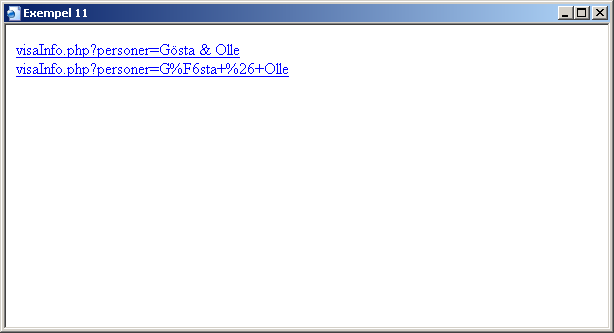 Exempel 11
visaInfo.php?personer=Gösta & Olle
visaInfo.php?personer=G%F6sta+%26+Olle